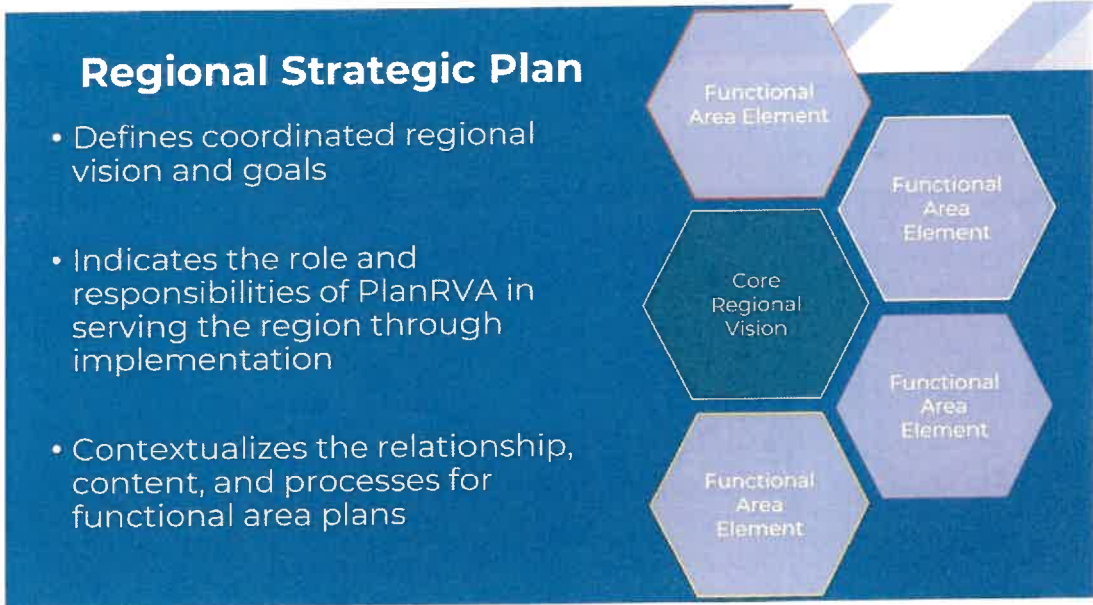 Regional Strategic Plan
• Defines coordinated regional
vision and goals
• Indicates the role and
responsibilities of PlanRVA in
serving the region through
implementation
• Contextualizes the relationship,
content, and processes for
functional area plans
Functional
Area Element
Functional
Area
Element
Core
Regional
Vision
Functional
Area
Element
Functional
Area
Element